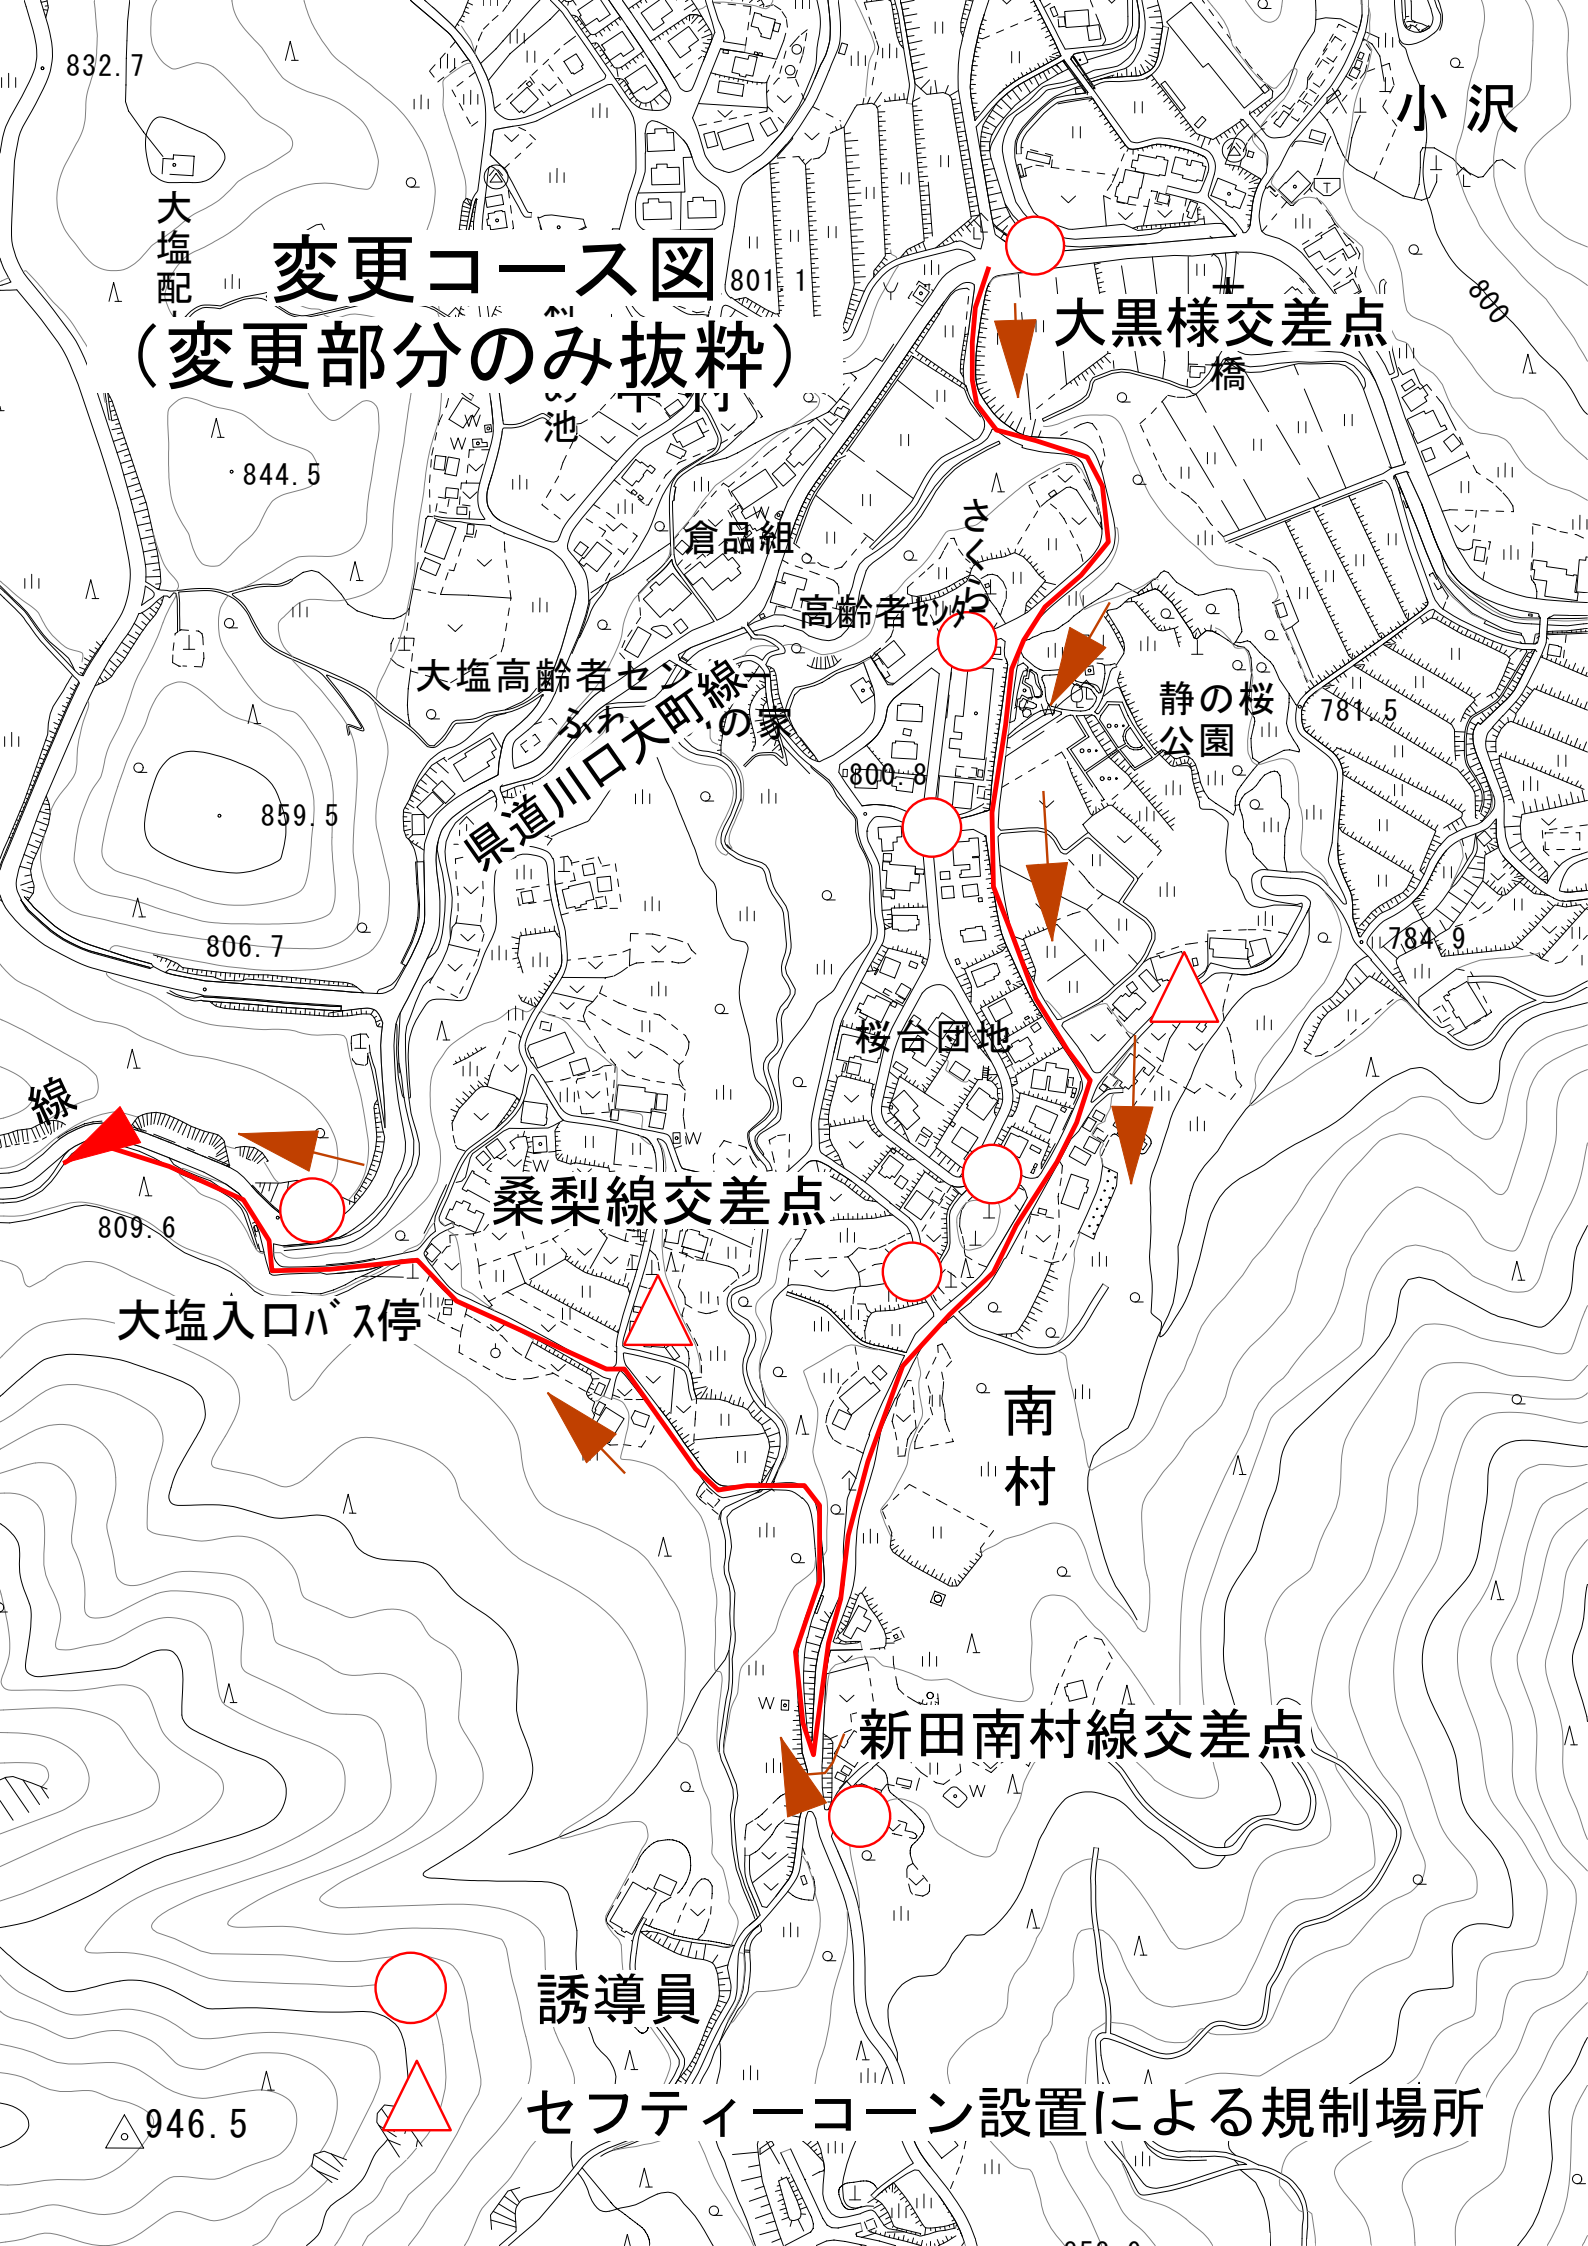 832.7
小 沢
大塩配
変更コース図
801.1
800
(変更部分のみ抜粋)
大黒様交差点
橋
池
844.5
さくら
倉品組
高齢者ｾﾝﾀｰ
大塩高齢者セン
静の桜
公園
781.5
の家
県道川口大町線
800.8
859.5
806.7
784.9
桜台団地
線
桑梨線交差点
809.6
大塩入口ﾊﾞｽ停
南村
新田南村線交差点
誘導員
セフティーコーン設置による規制場所
946.5